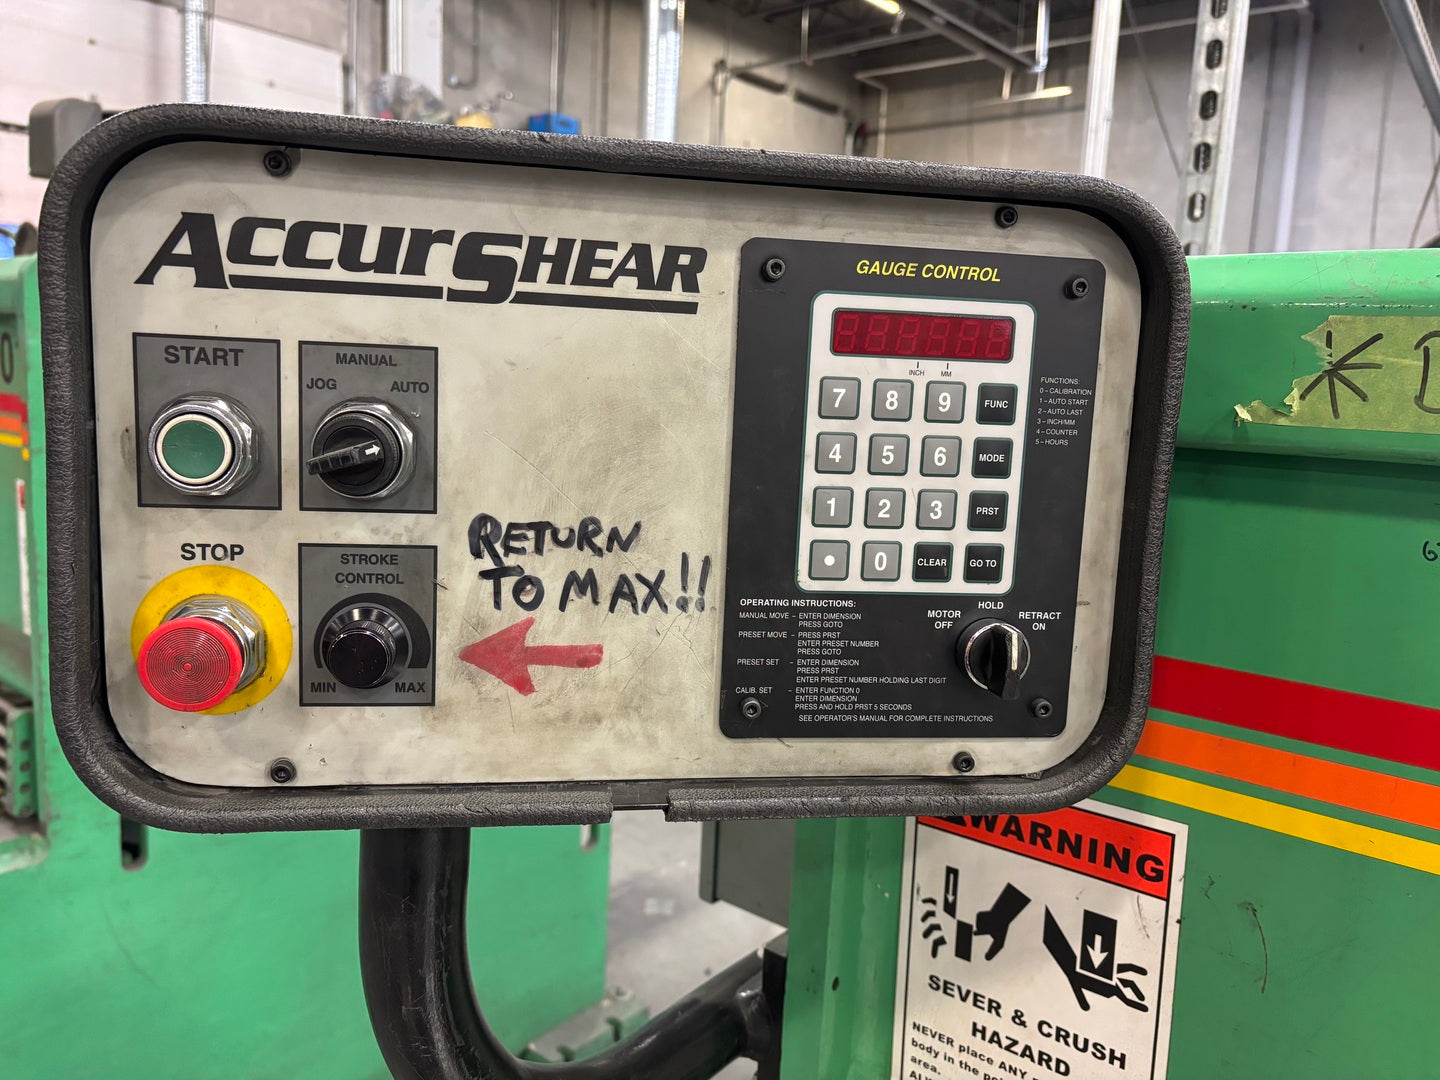 ACCURSHEAR
START
MANUAL
JOG AUTO
STOP
STROKE
CONTROL
MIN MAX
RETURN
TO MAX!!
GAUGE CONTROL
INCH MM
7 8 9 FUNC
4 5 6 MODE
1 2 3 PRST
. 0 CLEAR GO TO
FUNCTIONS:
0 – CALIBRATION
1 – AUTO START
2 – AUTO LAST
3 – INCH/MM
4 – COUNTER
5 – HOURS
OPERATING INSTRUCTIONS:
MANUAL MOVE – ENTER DIMENSION
PRESS GOTO
PRESET MOVE – PRESS PRST
ENTER PRESET NUMBER
PRESS GOTO
PRESET SET – ENTER DIMENSION
PRESS PRST
ENTER PRESET NUMBER HOLDING LAST DIGIT
CALIB. SET – ENTER FUNCTION 0
ENTER DIMENSION
PRESS AND HOLD PRST 5 SECONDS
SEE OPERATOR'S MANUAL FOR COMPLETE INSTRUCTIONS
MOTOR
OFF
HOLD
RETRACT
ON
WARNING
SEVER & CRUSH
HAZARD
NEVER place ANY
body in the
area.